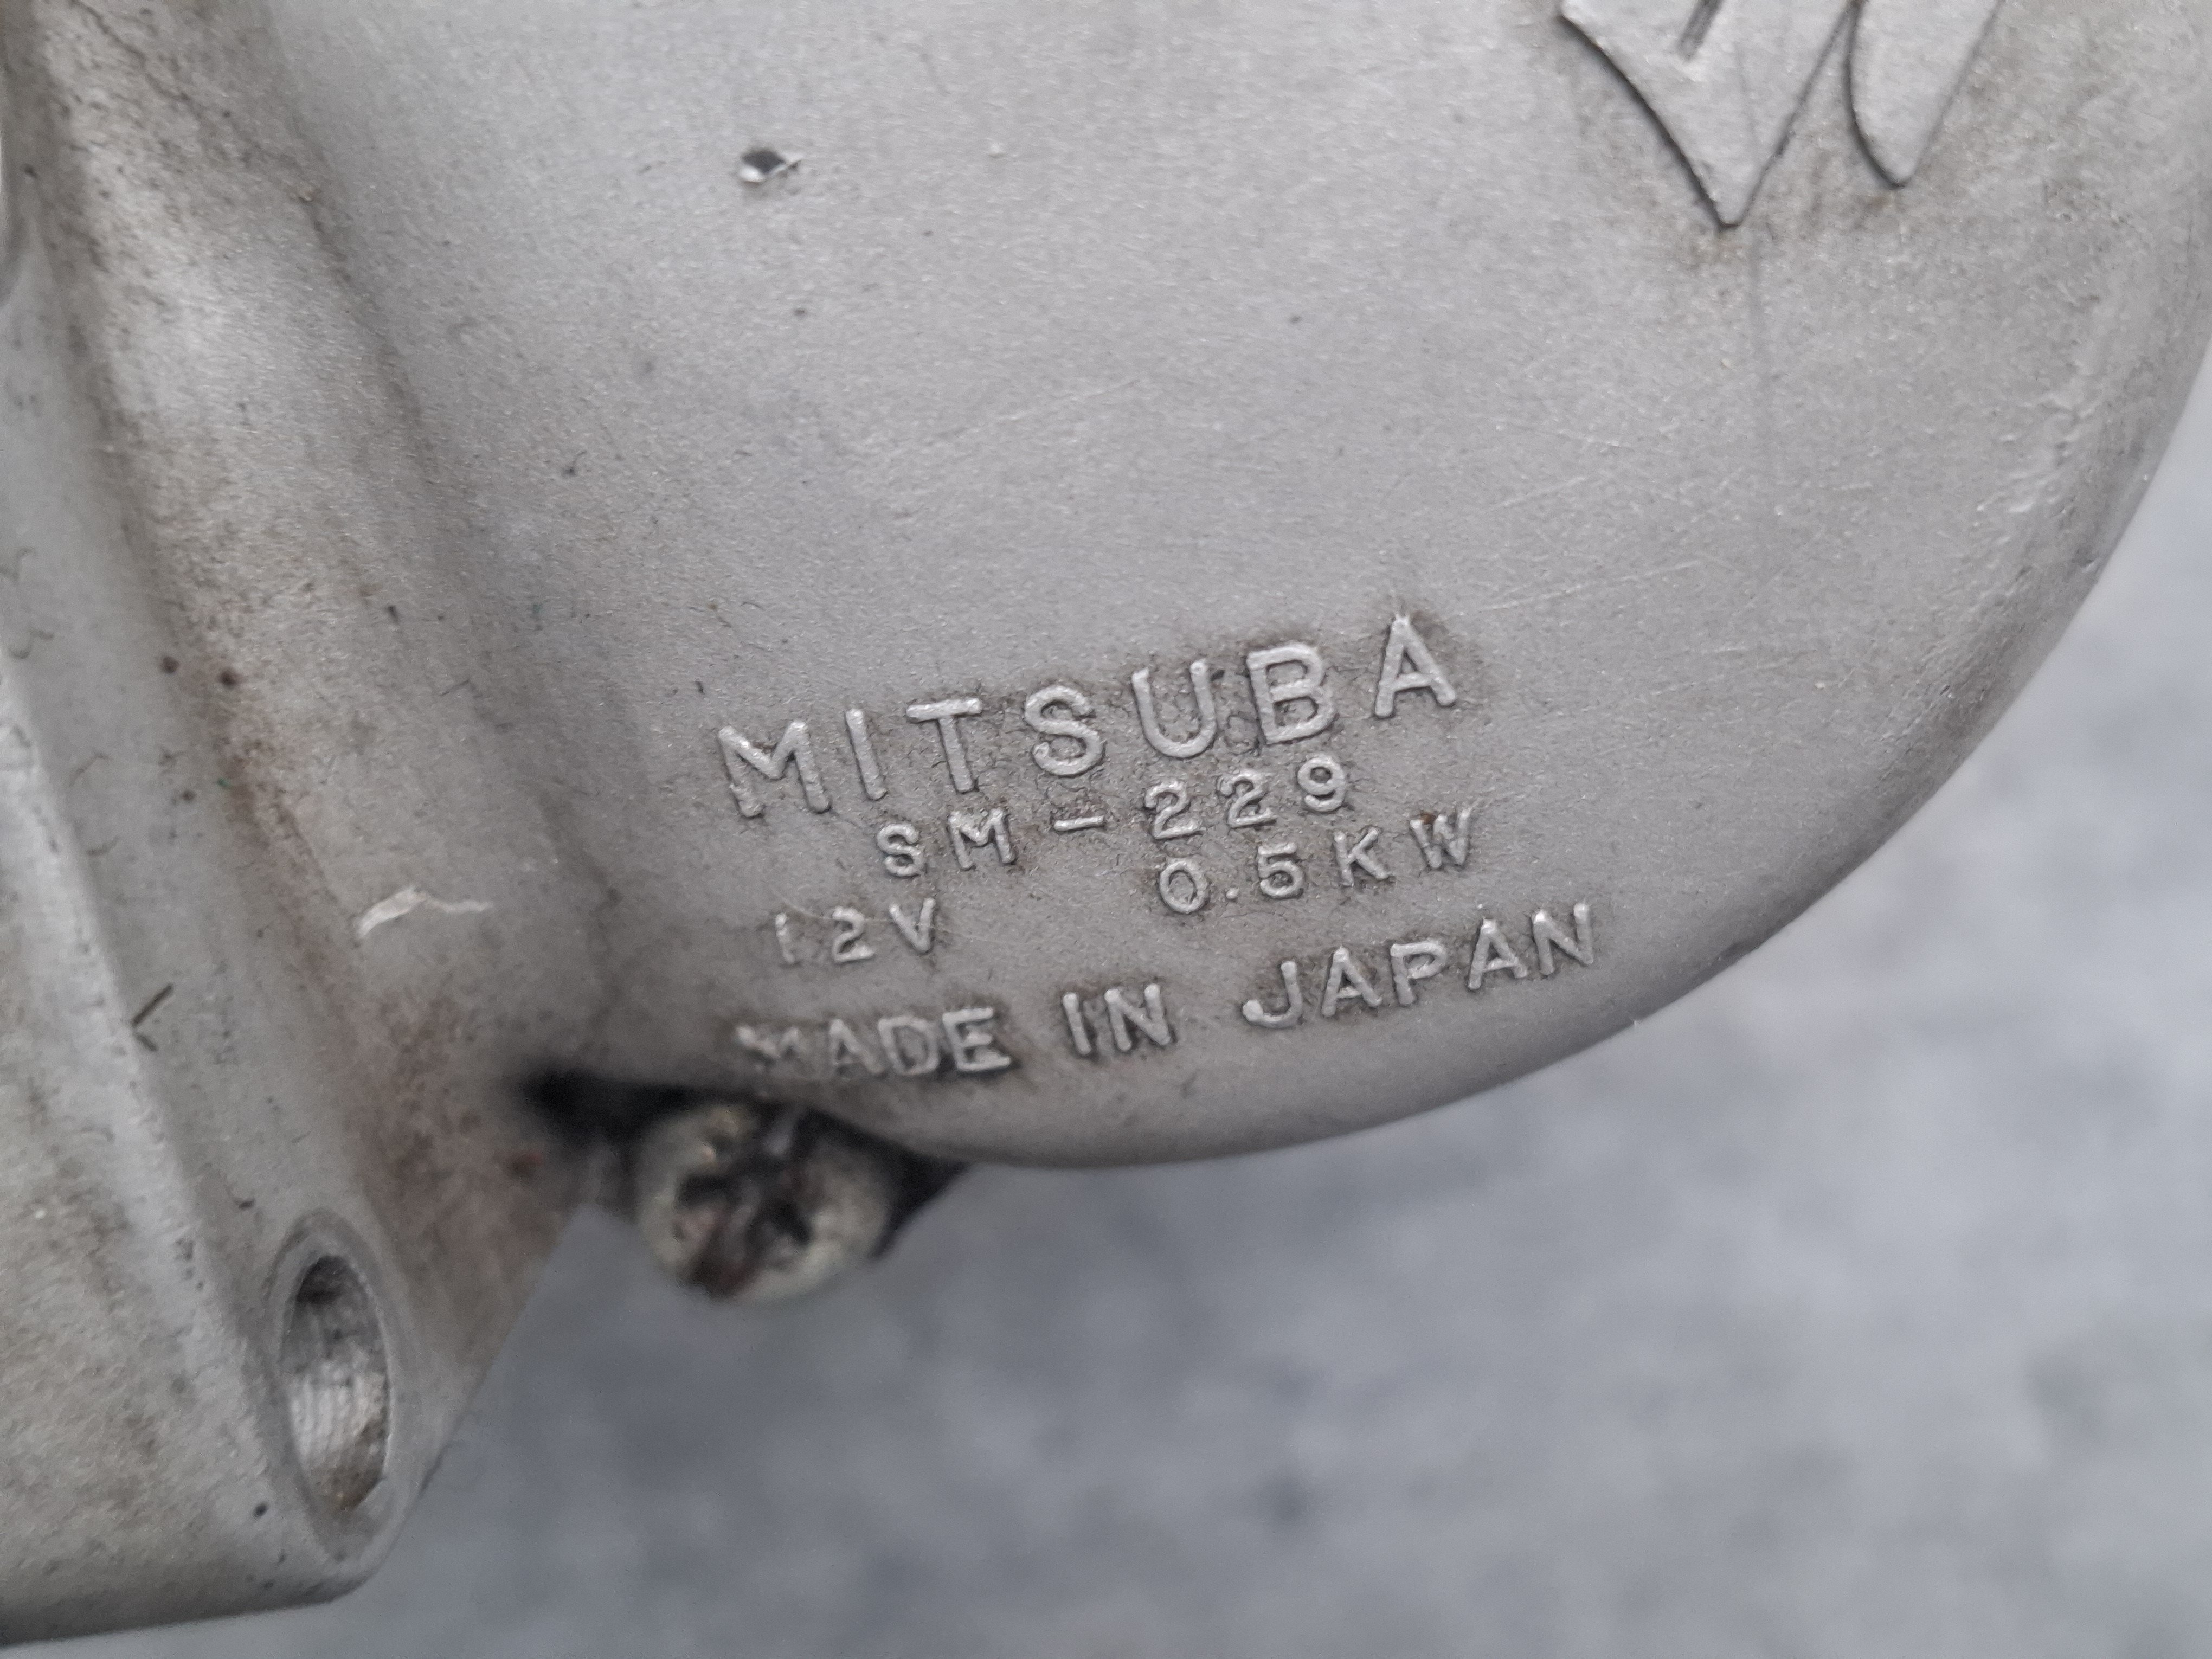 MITSUBA
SM-229
12V 0.5KW
MADE IN JAPAN